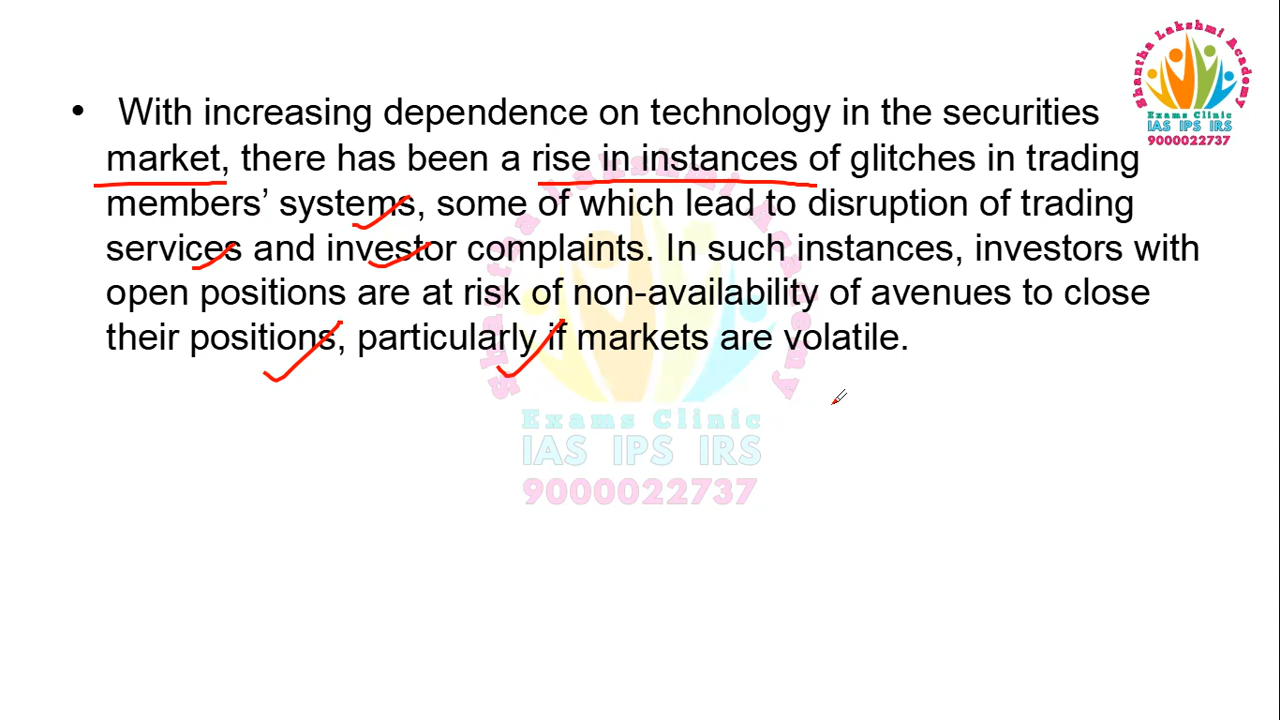 • With increasing dependence on technology in the securities
market, there has been a rise in instances of glitches in trading
members’ systems, some of which lead to disruption of trading
services and investor complaints. In such instances, investors with
open positions are at risk of non-availability of avenues to close
their positions, particularly if markets are volatile.
Shantha Lakshmi Academy
Exams Clinic
IAS IPS IRS
9000022737
Shantha Lakshmi Academy
Exams Clinic
IAS IPS IRS
9000022737